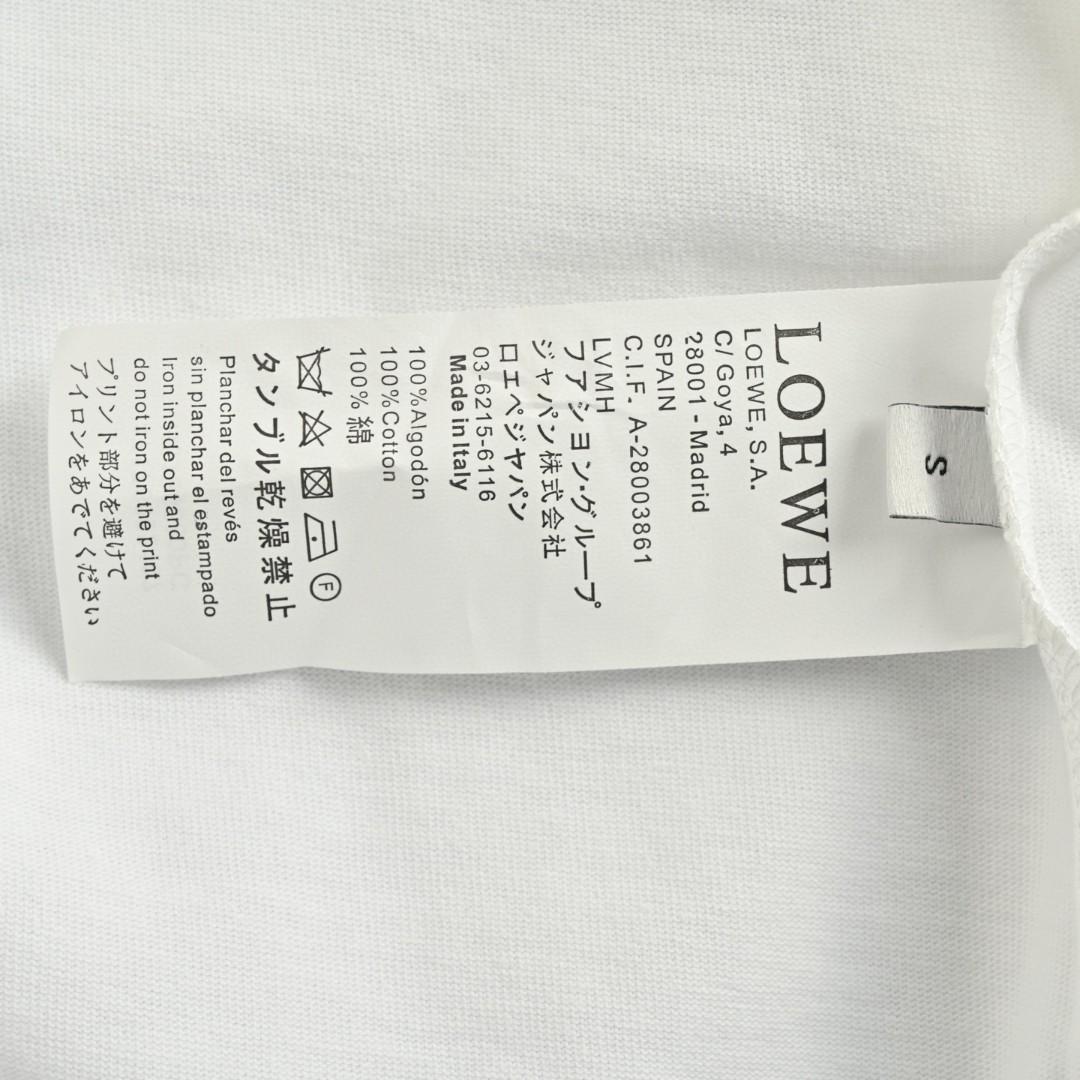 S
LOEWE
LOEWE, S.A.
C/ Goya, 4
28001 - Madrid
SPAIN
C.I.F. A-28003861
LVMH
ファション·グループ
ジャパン株式会社
ロエベジヤパン
03-6215-6116
Made in Italy
100%Algodón
100%Cotton
100% 綿
F
タンブル乾燥禁止
Planchar del revés
sin planchar el estampado
Iron inside out and
do not iron on the print
プリント部分を避けて
アイロンをあでてください